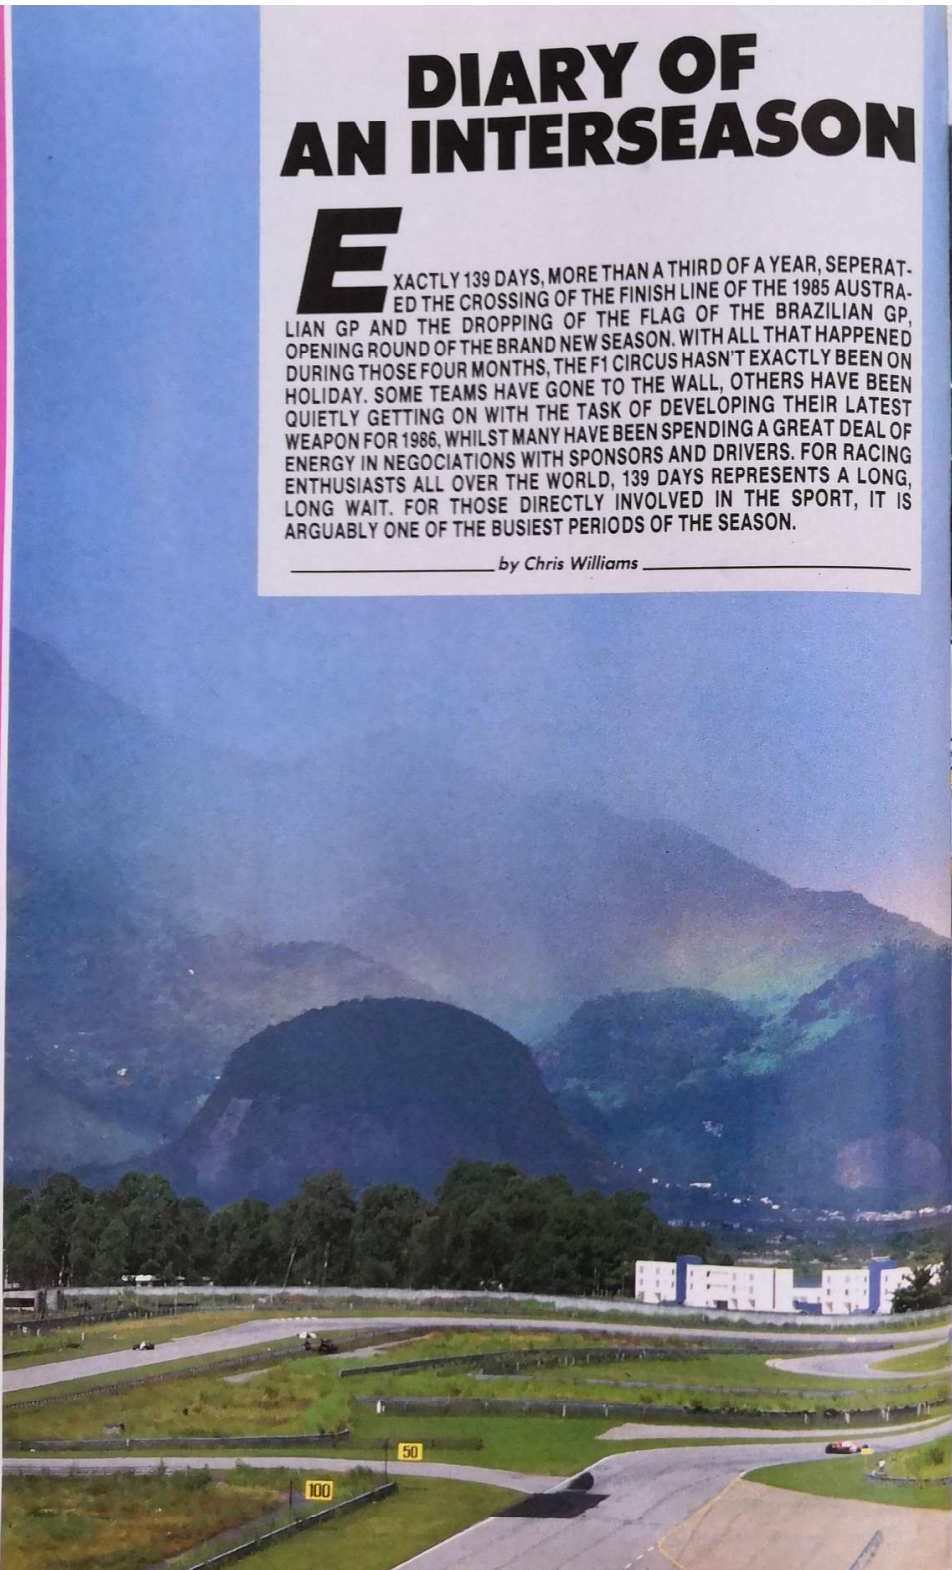 DIARY OF
AN INTERSEASON
EXACTLY 139 DAYS, MORE THAN A THIRD OF A YEAR, SEPERAT-
ED THE CROSSING OF THE FINISH LINE OF THE 1985 AUSTRA-
LIAN GP AND THE DROPPING OF THE FLAG OF THE BRAZILIAN GP,
OPENING ROUND OF THE BRAND NEW SEASON. WITH ALL THAT HAPPENED
DURING THOSE FOUR MONTHS, THE F1 CIRCUS HASN'T EXACTLY BEEN ON
HOLIDAY. SOME TEAMS HAVE GONE TO THE WALL, OTHERS HAVE BEEN
QUIETLY GETTING ON WITH THE TASK OF DEVELOPING THEIR LATEST
WEAPON FOR 1986, WHILST MANY HAVE BEEN SPENDING A GREAT DEAL OF
ENERGY IN NEGOCIATIONS WITH SPONSORS AND DRIVERS. FOR RACING
ENTHUSIASTS ALL OVER THE WORLD, 139 DAYS REPRESENTS A LONG,
LONG WAIT. FOR THOSE DIRECTLY INVOLVED IN THE SPORT, IT IS
ARGUABLY ONE OF THE BUSIEST PERIODS OF THE SEASON.
by Chris Williams
50
100